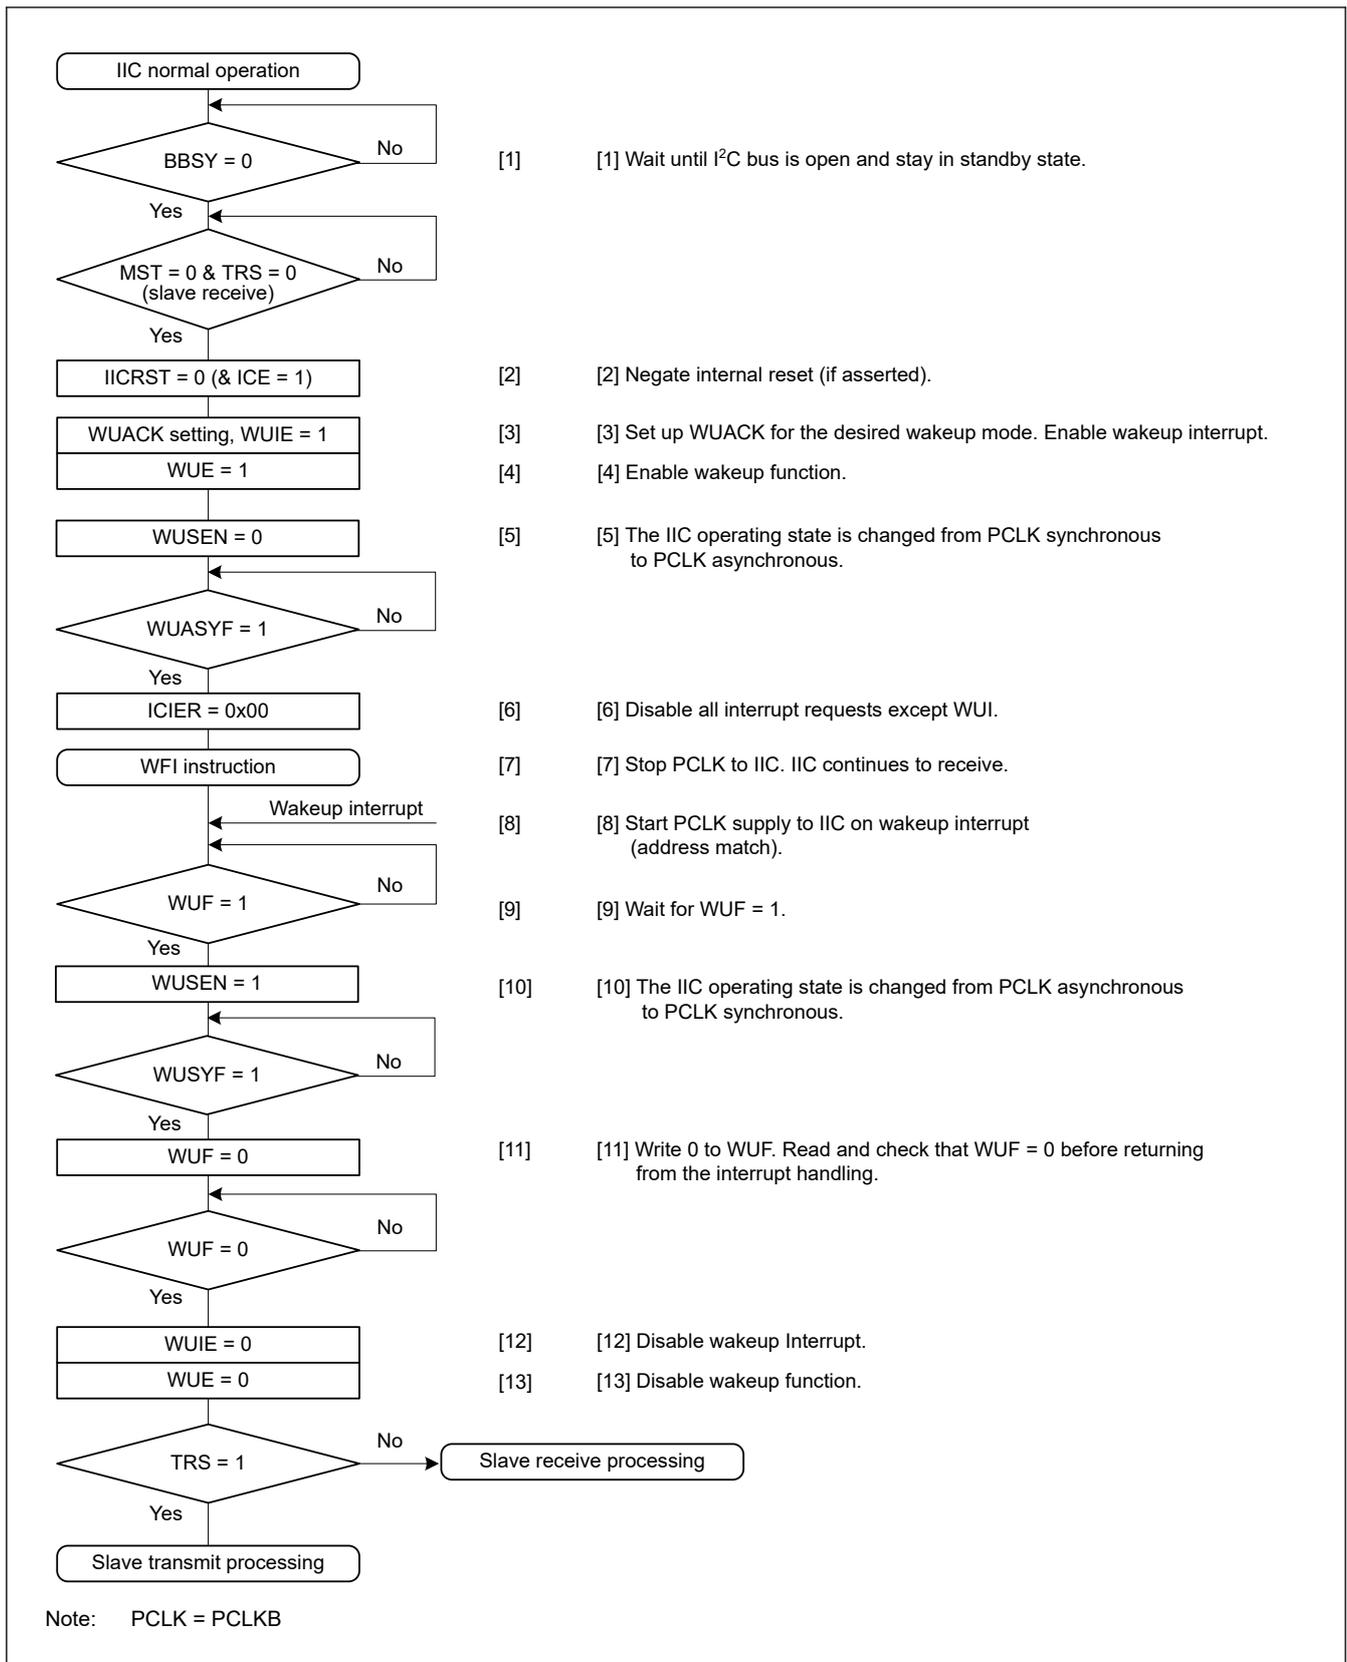 IIC normal operation
BBSY = 0
No
[1]
[1] Wait until I²C bus is open and stay in standby state.
Yes
MST = 0 & TRS = 0
(slave receive)
No
Yes
IICRST = 0 (& ICE = 1)
[2]
[2] Negate internal reset (if asserted).
WUACK setting, WUIE = 1
[3]
[3] Set up WUACK for the desired wakeup mode. Enable wakeup interrupt.
WUE = 1
[4]
[4] Enable wakeup function.
WUSEN = 0
[5]
[5] The IIC operating state is changed from PCLK synchronous
to PCLK asynchronous.
WUASYF = 1
No
Yes
ICIER = 0x00
[6]
[6] Disable all interrupt requests except WUI.
WFI instruction
[7]
[7] Stop PCLK to IIC. IIC continues to receive.
Wakeup interrupt
[8]
[8] Start PCLK supply to IIC on wakeup interrupt
(address match).
WUF = 1
No
[9]
[9] Wait for WUF = 1.
Yes
WUSEN = 1
[10]
[10] The IIC operating state is changed from PCLK asynchronous
to PCLK synchronous.
WUSYF = 1
No
Yes
WUF = 0
[11]
[11] Write 0 to WUF. Read and check that WUF = 0 before returning
from the interrupt handling.
WUF = 0
No
Yes
WUIE = 0
[12]
[12] Disable wakeup Interrupt.
WUE = 0
[13]
[13] Disable wakeup function.
TRS = 1
No
Slave receive processing
Yes
Slave transmit processing
Note: PCLK = PCLKB